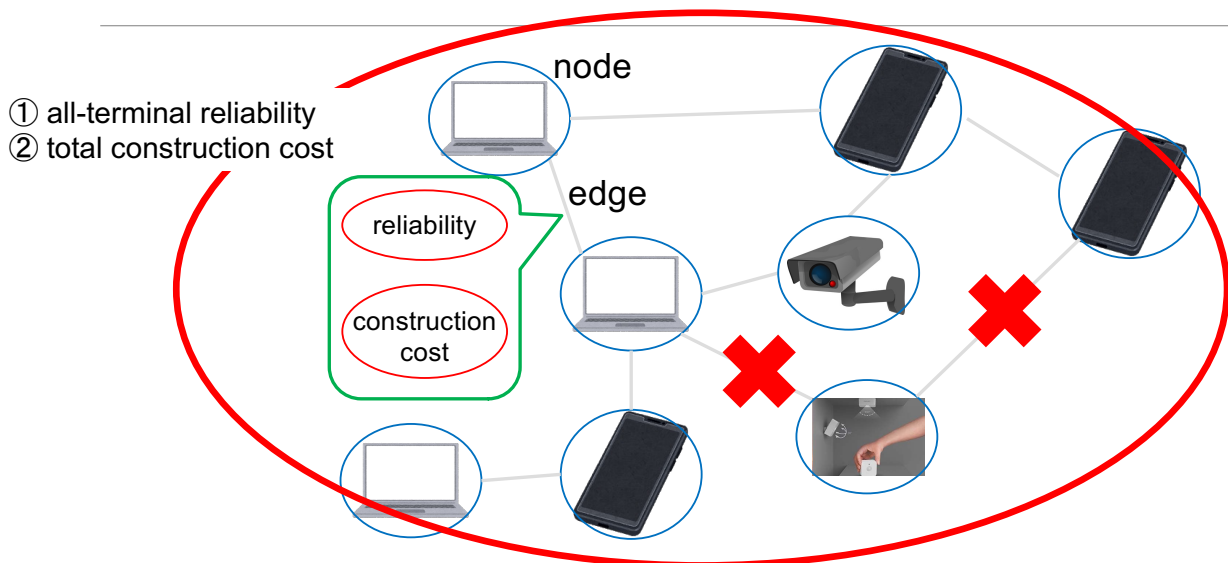 node
① all-terminal reliability
② total construction cost
edge
reliability
construction
cost